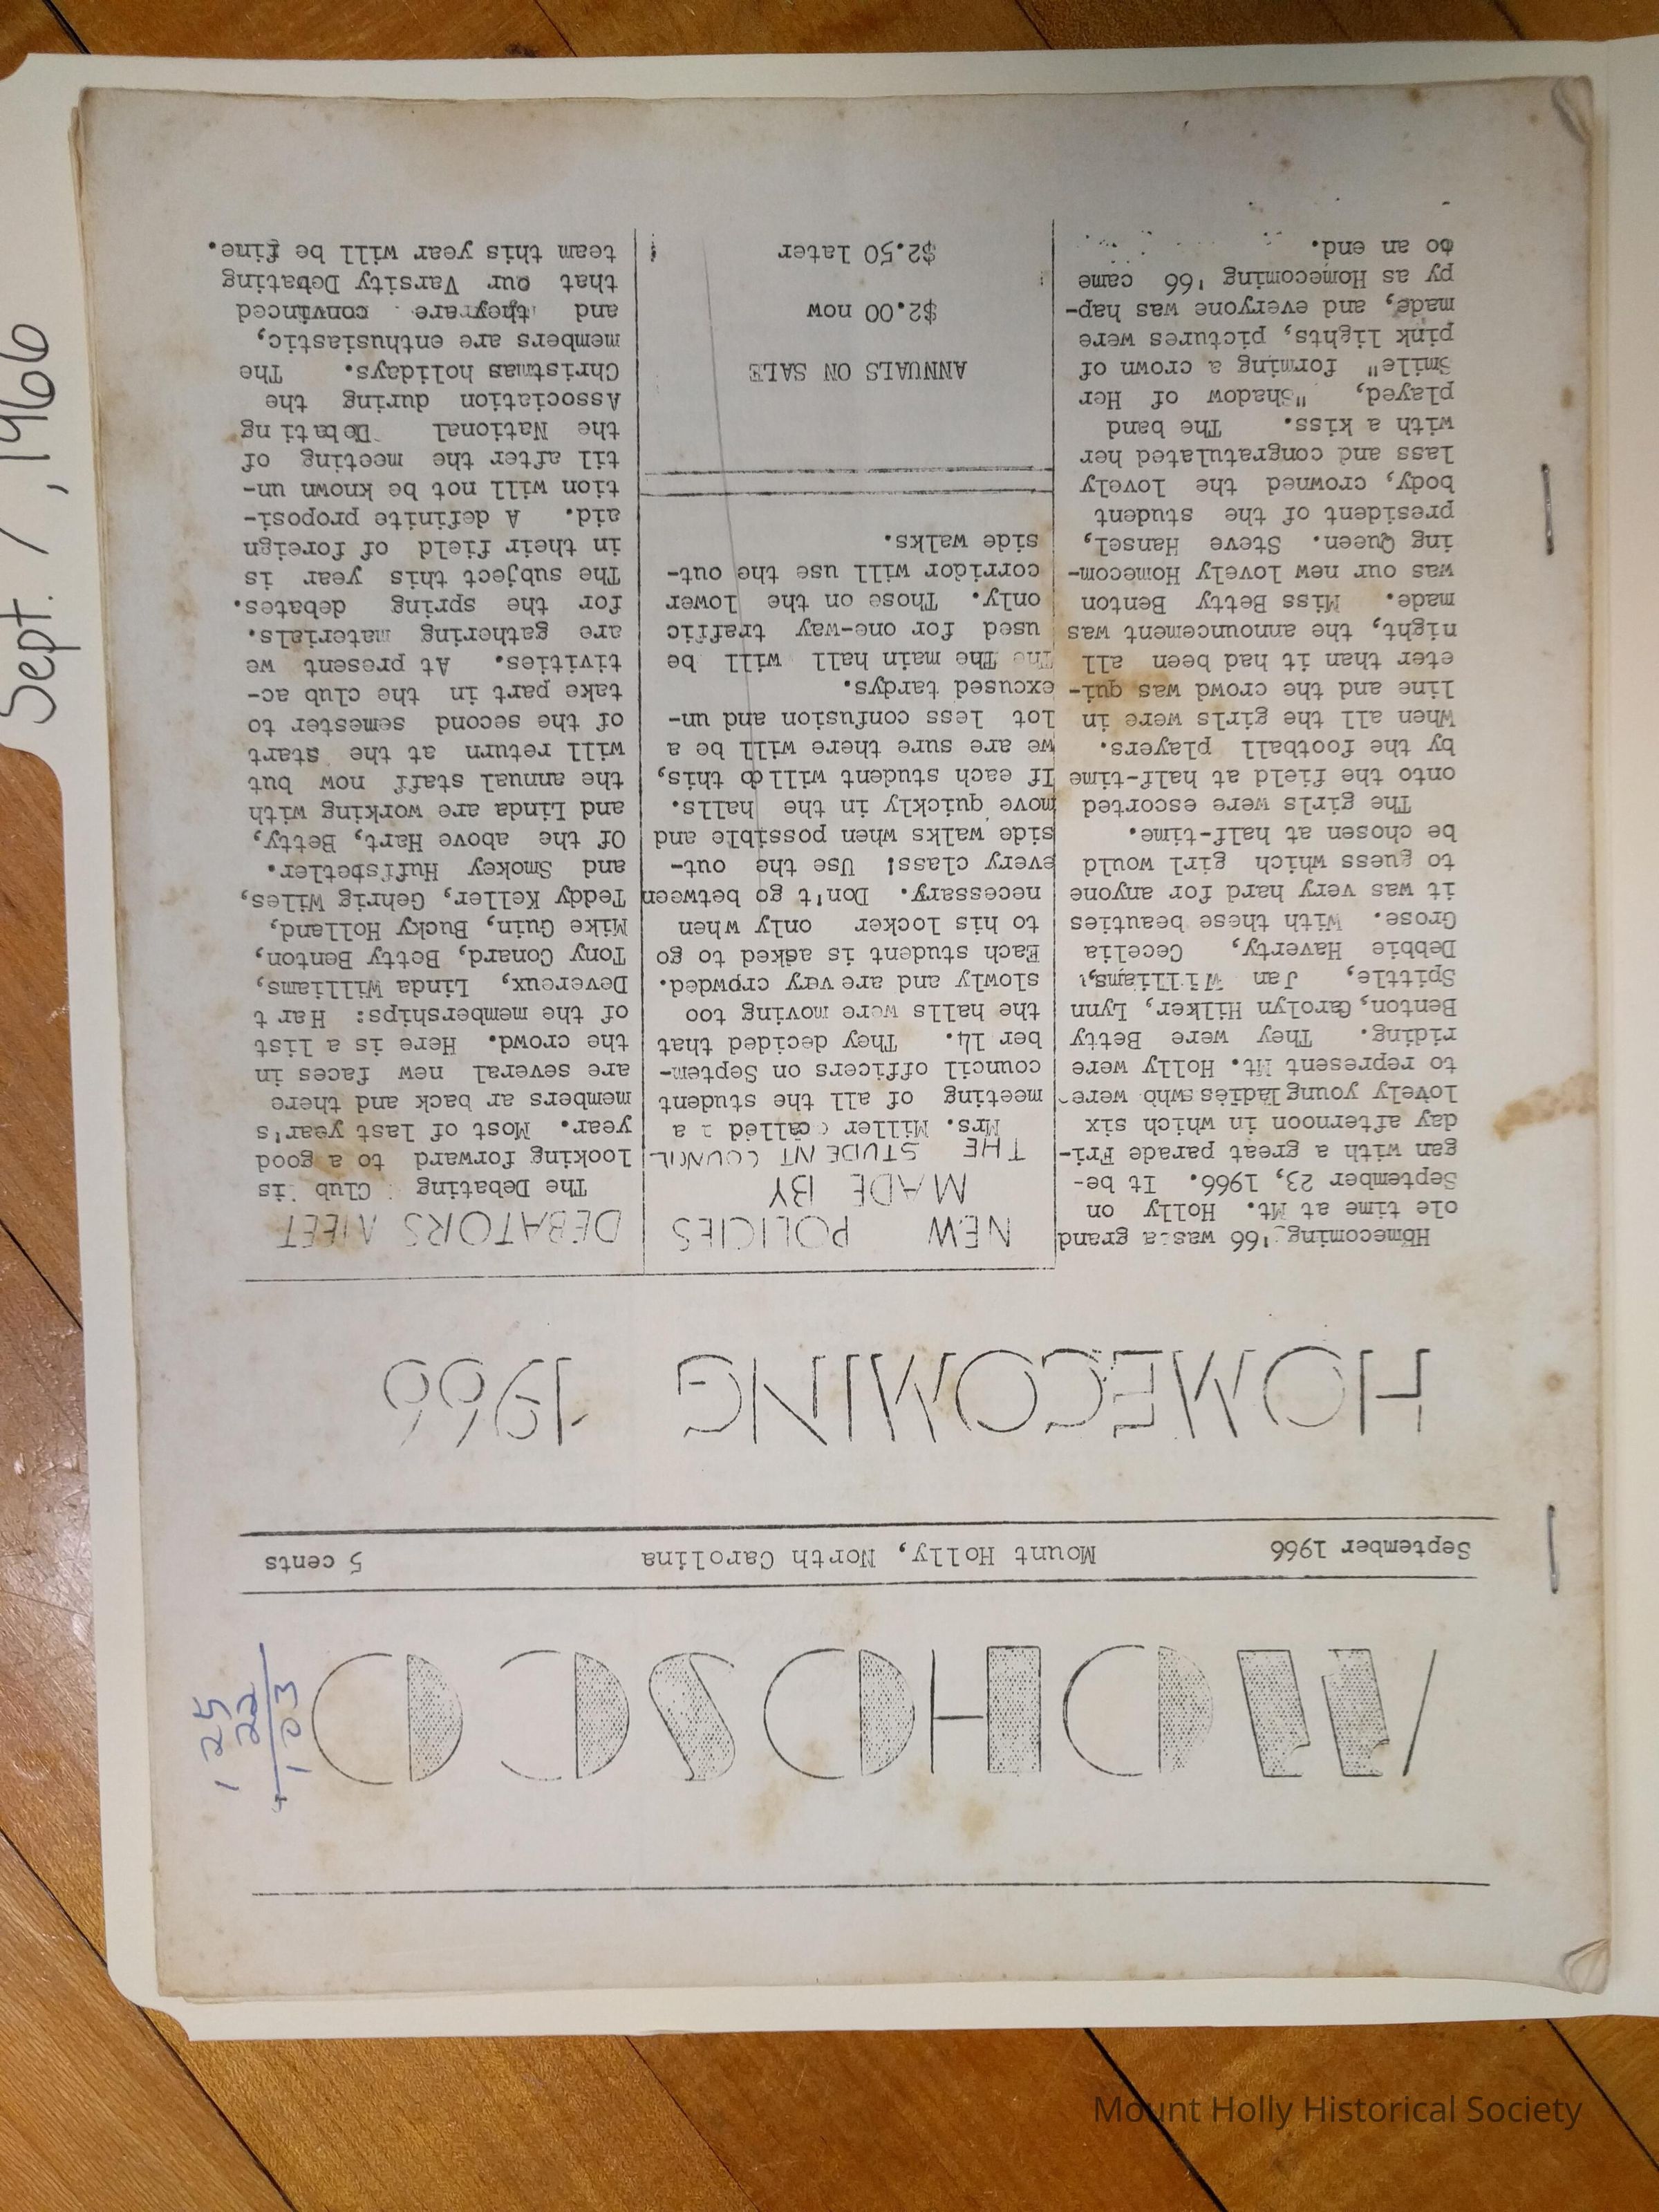 Sept. / , 1966
MOHOSCO
125
22
+ 103
September 1966 Mount Holly, North Carolina 5 cents
HOMECOMING 1966
Homecoming '66 was a grand
ole time at Mt. Holly on
September 23, 1966. It be-
gan with a great parade Fri-
day afternoon in which six
lovely young ladies who were
to represent Mt. Holly were
riding. They were Betty
Benton, Carolyn Hilker, Lynn
Spittle, Jan Williams,
Debbie Haverty, Cecelia
Grose. With these beauties
it was very hard for anyone
to guess which girl would
be chosen at half-time.
The girls were escorted
onto the field at half-time
by the football players.
When all the girls were in
line and the crowd was qui-
eter than it had been all
night, the announcement was
made. Miss Betty Benton
was our new lovely Homecom-
ing Queen. Steve Hansel,
president of the student
body, crowned the lovely
lass and congratulated her
with a kiss. The band
played, "Shadow of Her
Smile" forming a crown of
pink lights, pictures were
made, and everyone was hap-
py as Homecoming '66 came
to an end.
NEW POLICIES
MADE BY
THE STUDENT COUNCIL
Mrs. Miller called a
meeting of all the student
council officers on Septem-
ber 14. They decided that
the halls were moving too
slowly and are very crowded.
Each student is asked to go
to his locker only when
necessary. Don't go between
every class! Use the out-
side walks when possible and
move quickly in the halls.
If each student will do this,
we are sure there will be a
lot less confusion and un-
excused tardys.
The The main hall will be
used for one-way traffic
only. Those on the lower
corridor will use the out-
side walks.
ANNUALS ON SALE
$2.00 now
$2.50 later
DEBATORS MEET
The Debating Club is
looking forward to a good
year. Most of last year's
members ar back and there
are several new faces in
the crowd. Here is a list
of the memberships: Hart
Devereux, Linda Williams,
Tony Conard, Betty Benton,
Mike Guin, Bucky Holland,
Teddy Keller, Gehrig Wiles,
and Smokey Huffstetler.
Of the above Hart, Betty,
and Linda are working with
the annual staff now but
will return at the start
of the second semester to
take part in the club ac-
tivities. At present we
are gathering materials.
for the spring debates.
The subject this year is
in their field of foreign
aid. A definite proposi-
tion will not be known un-
til after the meeting of
the National Debating
Association during the
Christmas holidays. The
members are enthusiastic,
and they are convinced
that our Varsity Debating
team this year will be fine.
Mount Holly Historical Society